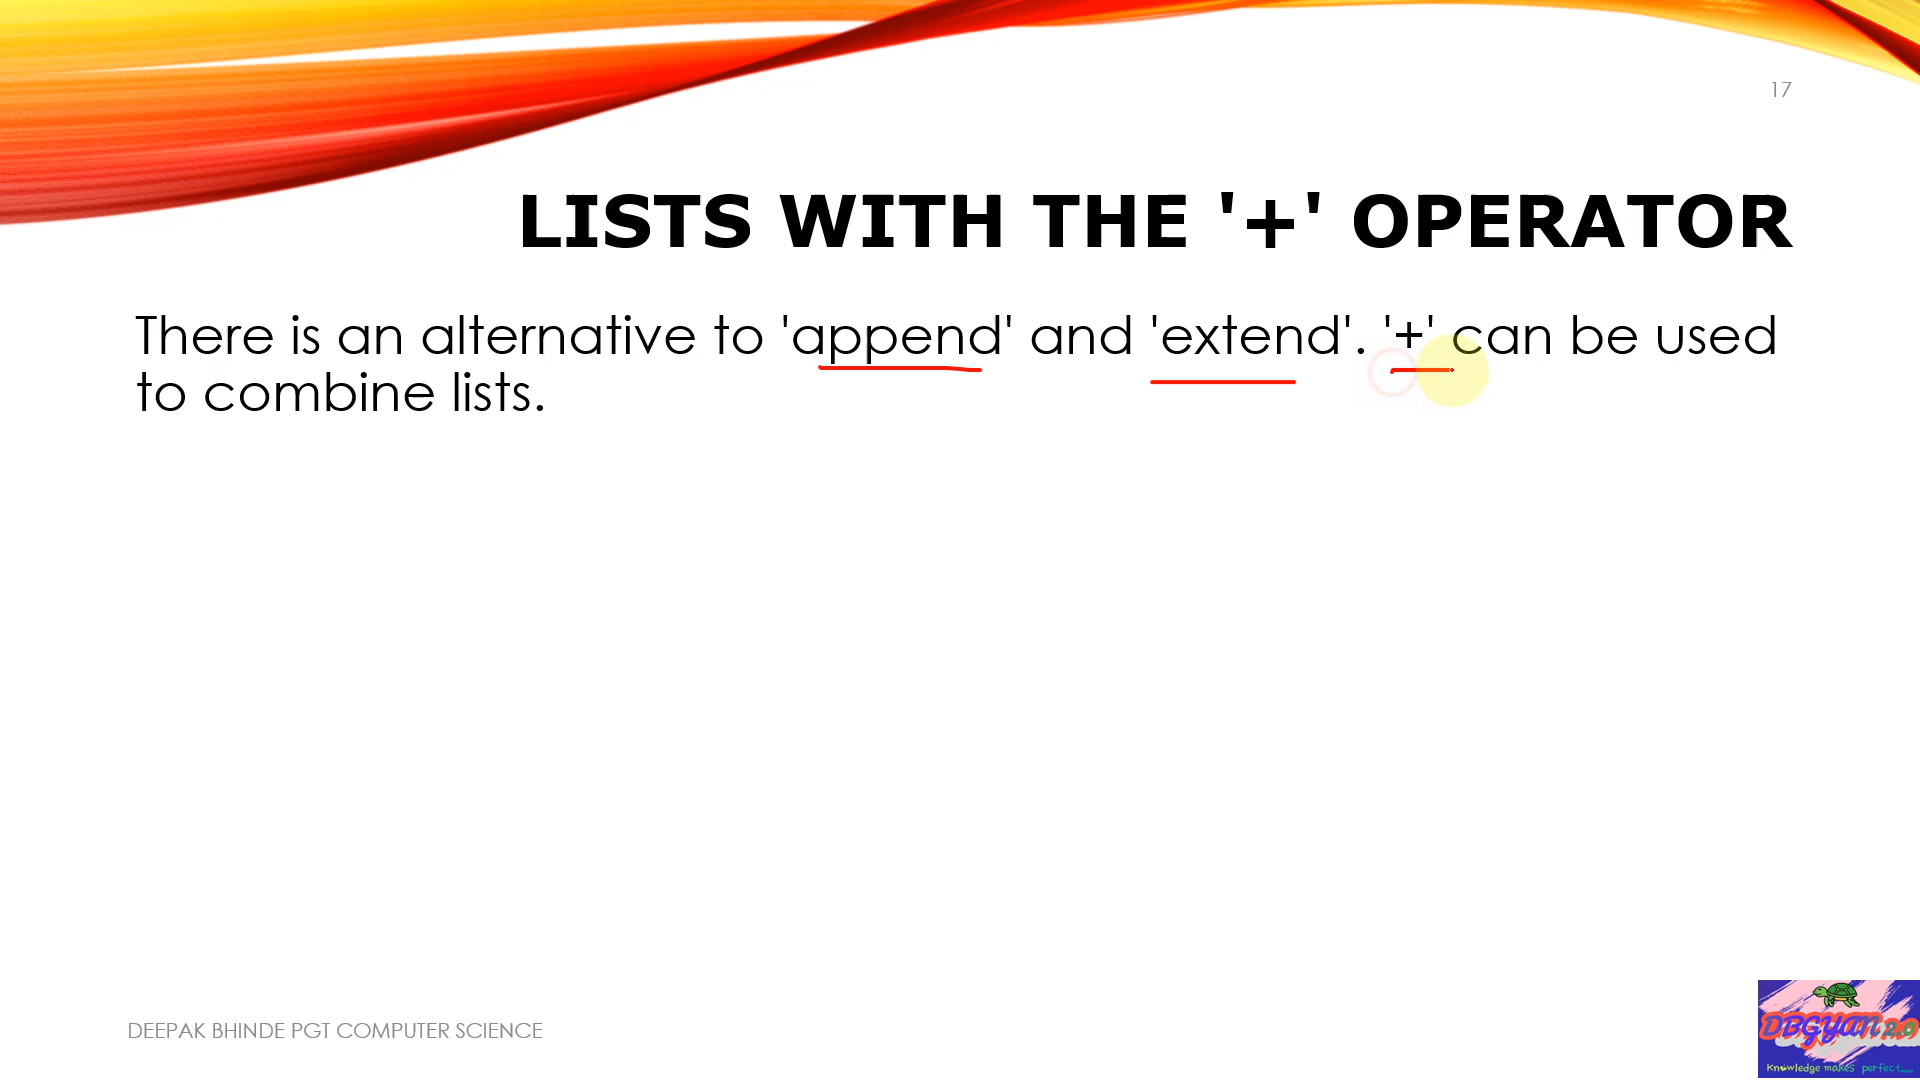 17
LISTS WITH THE '+' OPERATOR
There is an alternative to 'append' and 'extend'. '+' can be used
to combine lists.
DEEPAK BHINDE PGT COMPUTER SCIENCE
DBGYAN 2.0
Knowledge makes perfect....